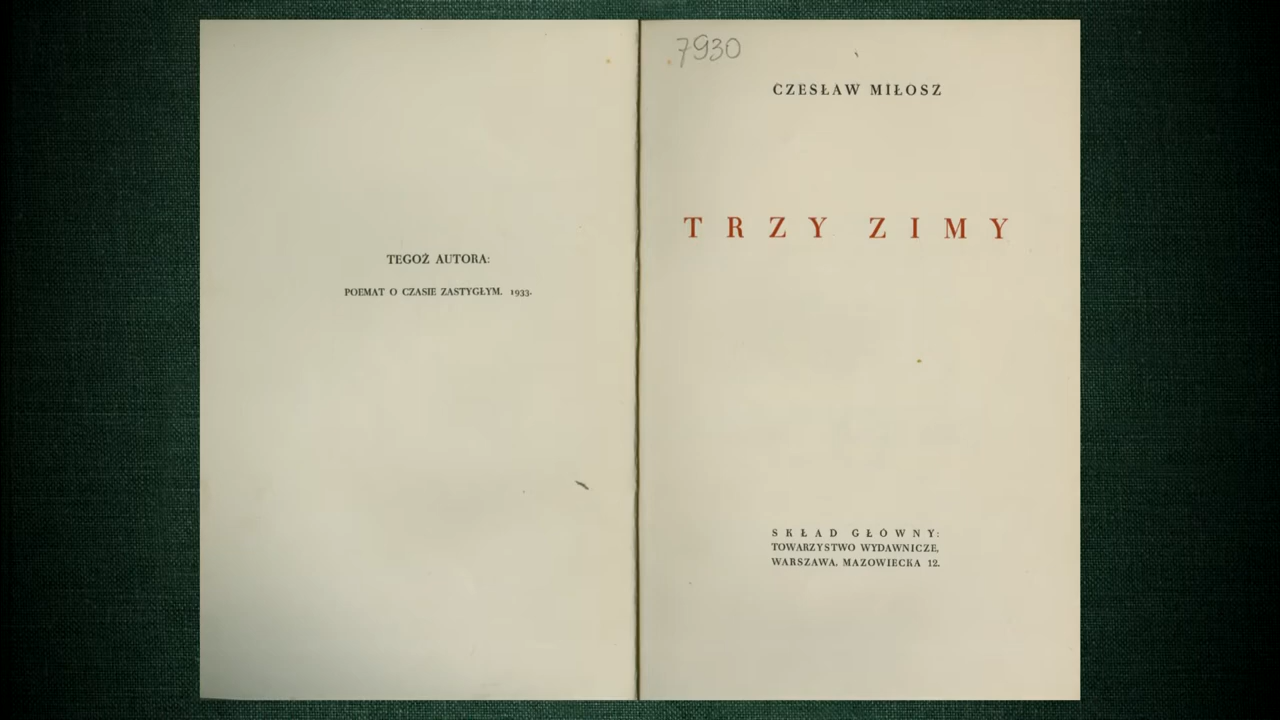 TEGOŻ AUTORA:
POEMAT O CZASIE ZASTYGŁYM. 1933.
7930
CZESŁAW MIŁOSZ
TRZY ZIMY
SKŁAD GŁÓWNY:
TOWARZYSTWO WYDAWNICZE,
WARSZAWA. MAZOWIECKA 12.